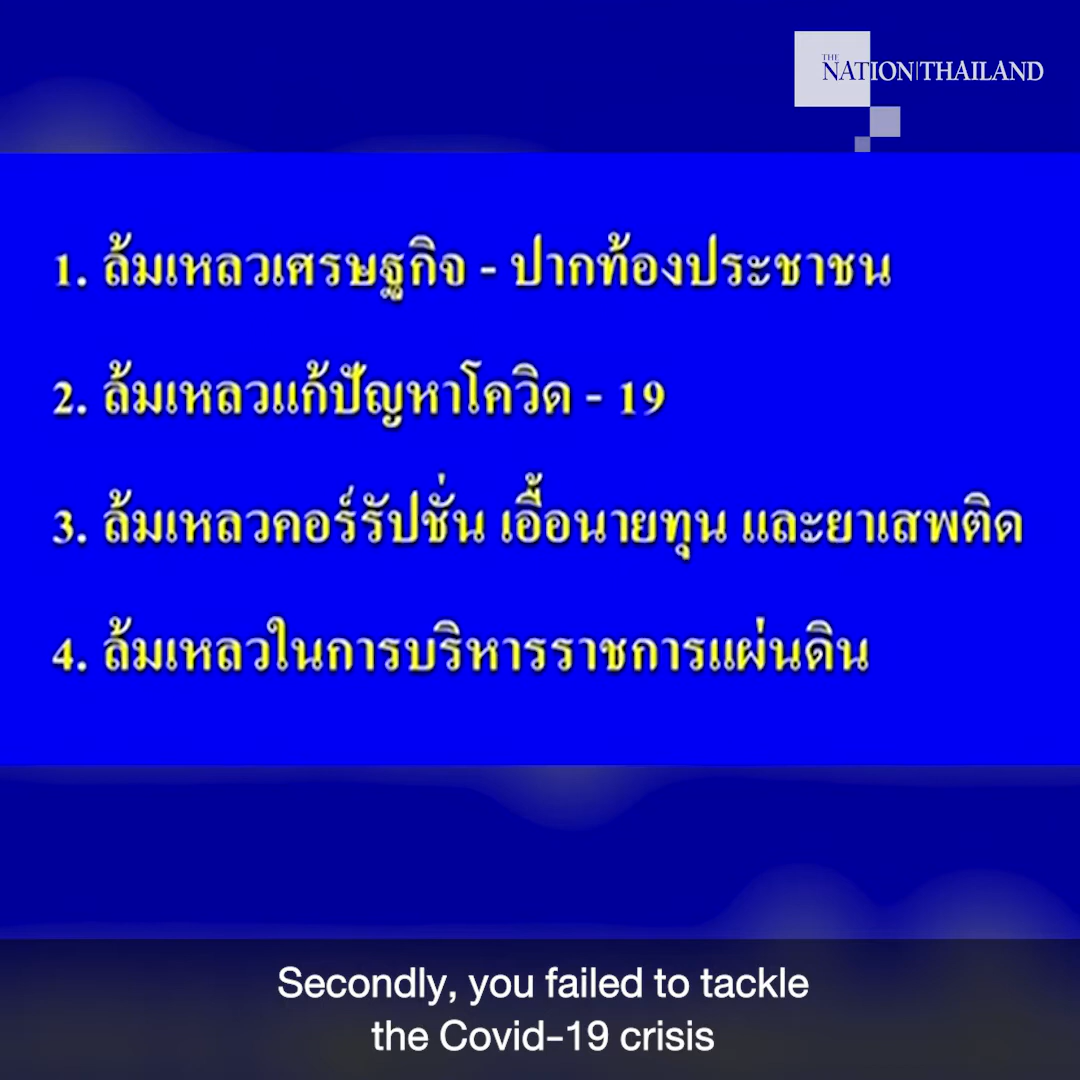 THE
NATION|THAILAND
1. ล้มเหลวเศรษฐกิจ - ปากท้องประชาชน
2. ล้มเหลวแก้ปัญหาโควิด - 19
3. ล้มเหลวคอร์รัปชั่น เอื้อนายทุน และยาเสพติด
4. ล้มเหลวในการบริหารราชการแผ่นดิน
Secondly, you failed to tackle
the Covid-19 crisis